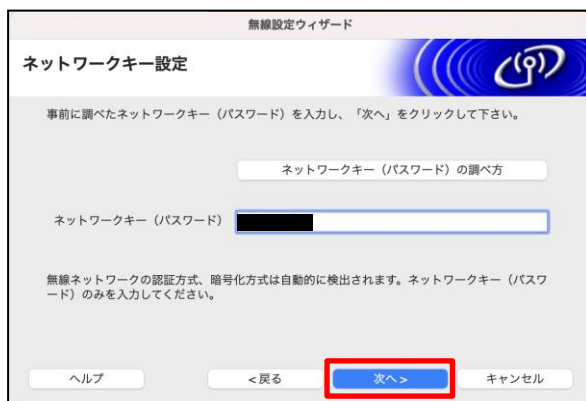 無線設定ウィザード
ネットワークキー設定
事前に調べたネットワークキー（パスワード）を入力し、「次へ」をクリックして下さい。
ネットワークキー（パスワード）の調べ方
ネットワークキー（パスワード）
無線ネットワークの認証方式、暗号化方式は自動的に検出されます。ネットワークキー（パスワ
ード）のみを入力してください。
ヘルプ
<戻る
次へ >
キャンセル